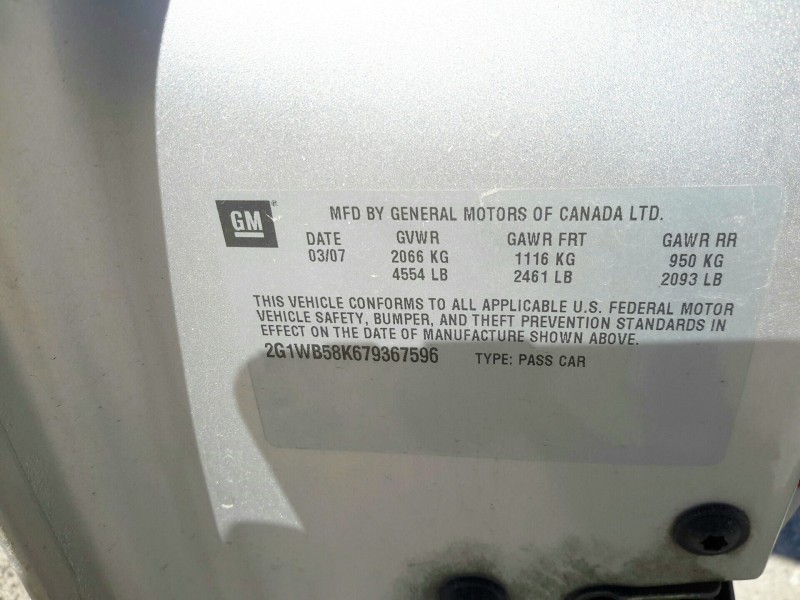 GM ® MFD BY GENERAL MOTORS OF CANADA LTD.
DATE GVWR GAWR FRT GAWR RR
03/07 2066 KG 1116 KG 950 KG
4554 LB 2461 LB 2093 LB
THIS VEHICLE CONFORMS TO ALL APPLICABLE U.S. FEDERAL MOTOR
VEHICLE SAFETY, BUMPER, AND THEFT PREVENTION STANDARDS IN
EFFECT ON THE DATE OF MANUFACTURE SHOWN ABOVE.
2G1WB58K679367596 TYPE: PASS CAR